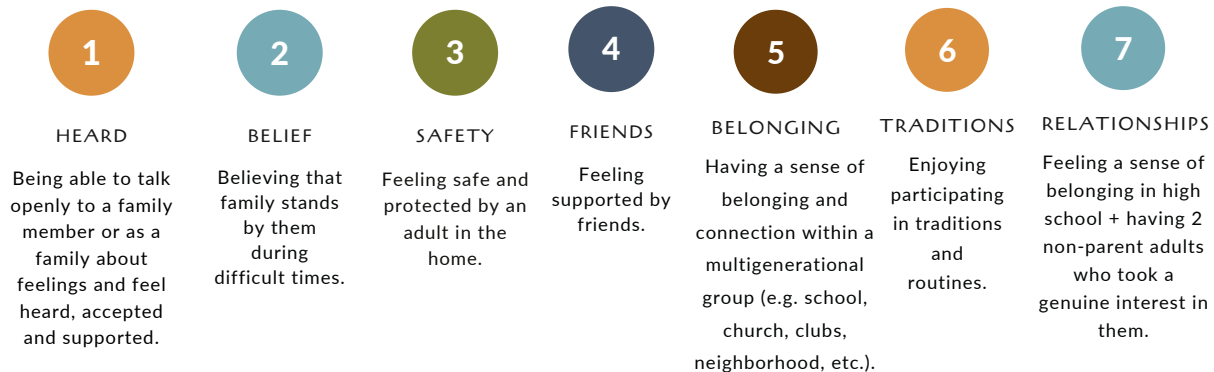 1
HEARD
Being able to talk
openly to a family
member or as a
family about
feelings and feel
heard, accepted
and supported.
2
BELIEF
Believing that
family stands
by them
during
difficult times.
3
SAFETY
Feeling safe and
protected by an
adult in the
home.
4
FRIENDS
Feeling
supported by
friends.
5
BELONGING
Having a sense of
belonging and
connection within a
multigenerational
group (e.g. school,
church, clubs,
neighborhood, etc.).
6
TRADITIONS
Enjoying
participating
in traditions
and
routines.
7
RELATIONSHIPS
Feeling a sense of
belonging in high
school + having 2
non-parent adults
who took a
genuine interest in
them.